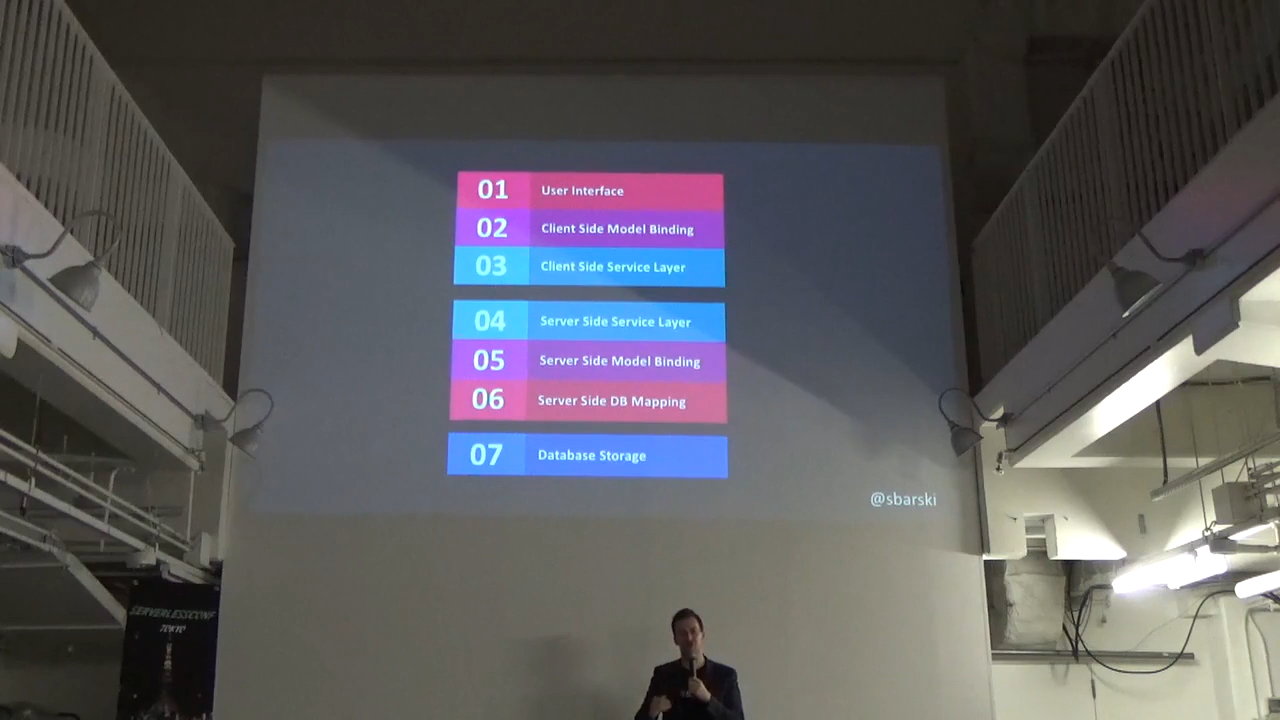 01 User Interface
02 Client Side Model Binding
03 Client Side Service Layer
04 Server Side Service Layer
05 Server Side Model Binding
06 Server Side DB Mapping
07 Database Storage
@sbarski
SERVERLESSCONF
TOKYO